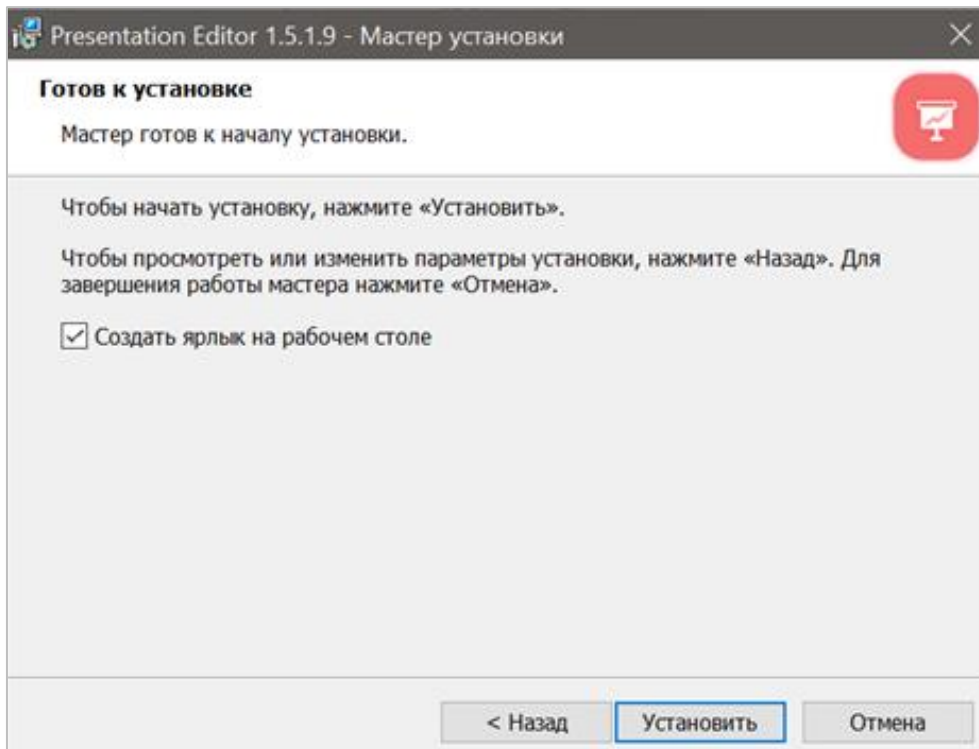 Presentation Editor 1.5.1.9 - Мастер установки
Готов к установке
Мастер готов к началу установки.
Чтобы начать установку, нажмите «Установить».
Чтобы просмотреть или изменить параметры установки, нажмите «Назад». Для
завершения работы мастера нажмите «Отмена».
Создать ярлык на рабочем столе
< Назад
Установить
Отмена